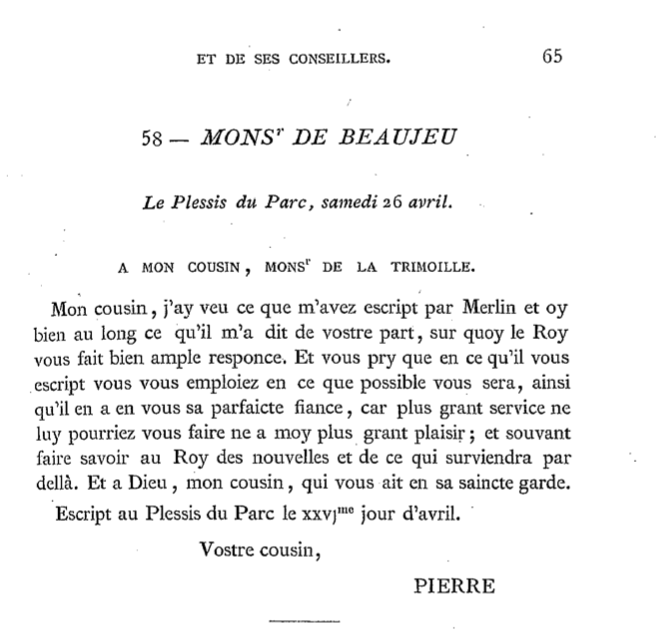 ET DE SES CONSEILLERS. 65
58 — MONSr DE BEAUJEU
Le Plessis du Parc, samedi 26 avril.
A MON COUSIN, MONSr DE LA TRIMOILLE.
Mon cousin, j'ay veu ce que m'avez escript par Merlin et oy
bien au long ce qu'il m'a dit de vostre part, sur quoy le Roy
vous fait bien ample responce. Et vous pry que en ce qu'il vous
escript vous vous emploiez en ce que possible vous sera, ainsi
qu'il en a en vous sa parfaicte fiance, car plus grant service ne
luy pourriez vous faire ne a moy plus grant plaisir; et souvant
faire savoir au Roy des nouvelles et de ce qui surviendra par
dellà. Et a Dieu, mon cousin, qui vous ait en sa saincte garde.
Escript au Plessis du Parc le xxvjme jour d'avril.
Vostre cousin,
PIERRE